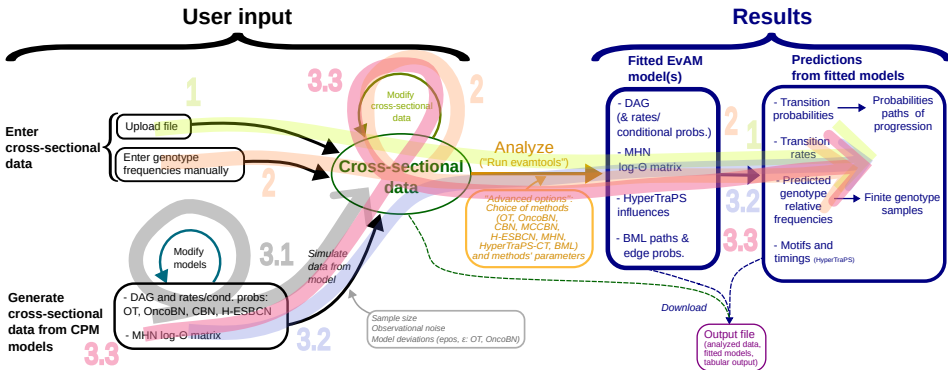 User input
Results
Fitted EvAM
model(s)
Predictions
from fitted models
3.3
2
1
Modify
cross-sectional
data
Enter
cross-sectional
data
Upload file
Enter genotype
frequencies manually
2
Cross-sectional
data
Analyze
("Run evamtools")
"Advanced options":
Choice of methods
(OT, OncoBN,
CBN, MCCBN,
H-ESBCN, MHN,
HyperTraPS-CT, BML)
and methods' parameters
- DAG
(& rates/
conditional probs.)
- MHN
log-Θ matrix
- HyperTraPS
influences
- BML paths &
edge probs.
2
1
3.2
3.3
- Transition
probabilities
Probabilities
paths of
progression
- Transition
rates
- Predicted
genotype
relative
frequencies
Finite genotype
samples
- Motifs and
timings (HyperTraPS)
3.1
Modify
models
Simulate
data from
model
Generate
cross-sectional
data from CPM
models
- DAG and rates/cond. probs:
OT, OncoBN, CBN, H-ESBCN
- MHN log-Θ matrix
3.3
3.2
Sample size
Observational noise
Model deviations (epos, ε: OT, OncoBN)
Download
Output file
(analyzed data,
fitted models,
tabular output)